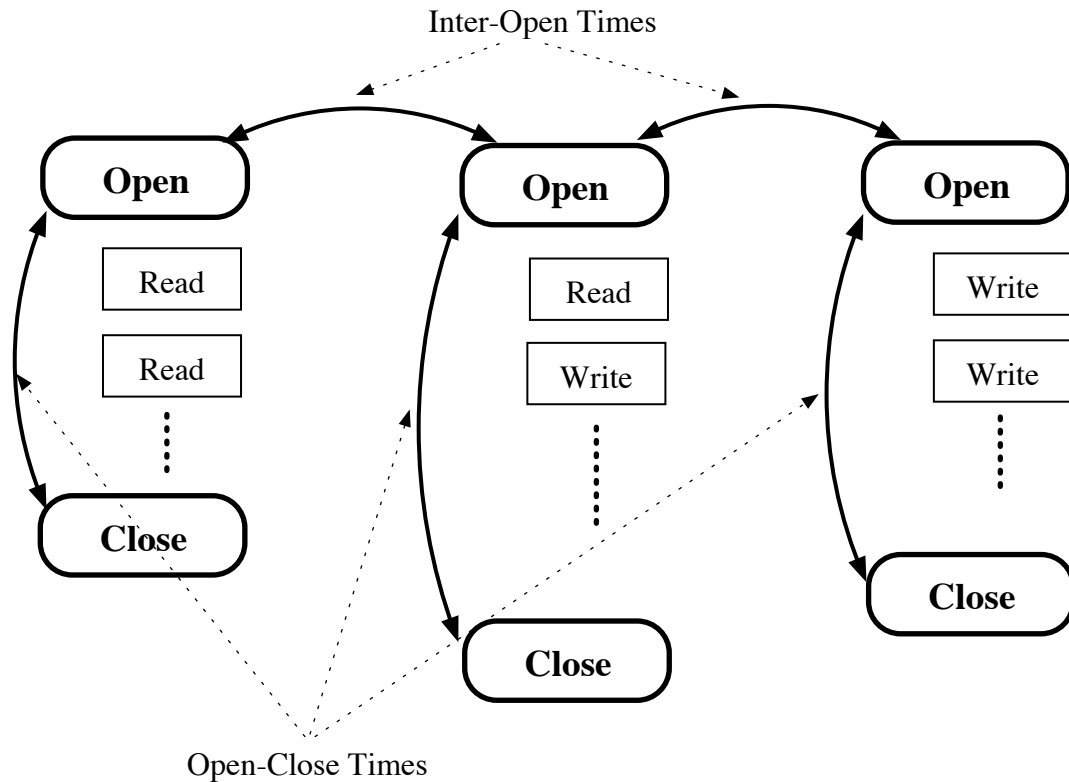 Inter-Open Times
Open
Open
Open
Read
Read
Write
Read
Write
Write
Close
Close
Close
Open-Close Times